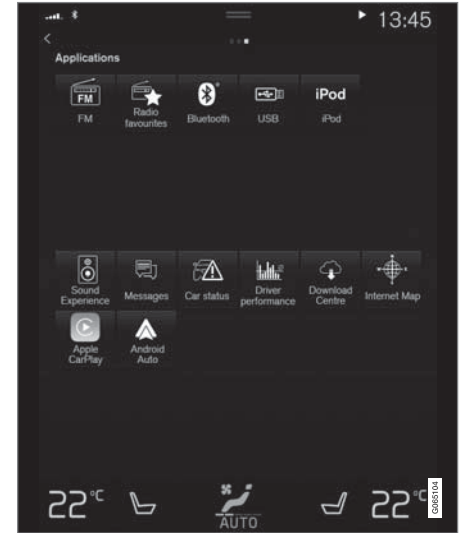 13:45
Applications
FM
FM
Radio favourites
Bluetooth
USB
iPod
iPod
Sound Experience
Messages
Car status
Driver performance
Download Centre
Internet Map
Apple CarPlay
Android Auto
22°C
AUTO
22°C
G065104